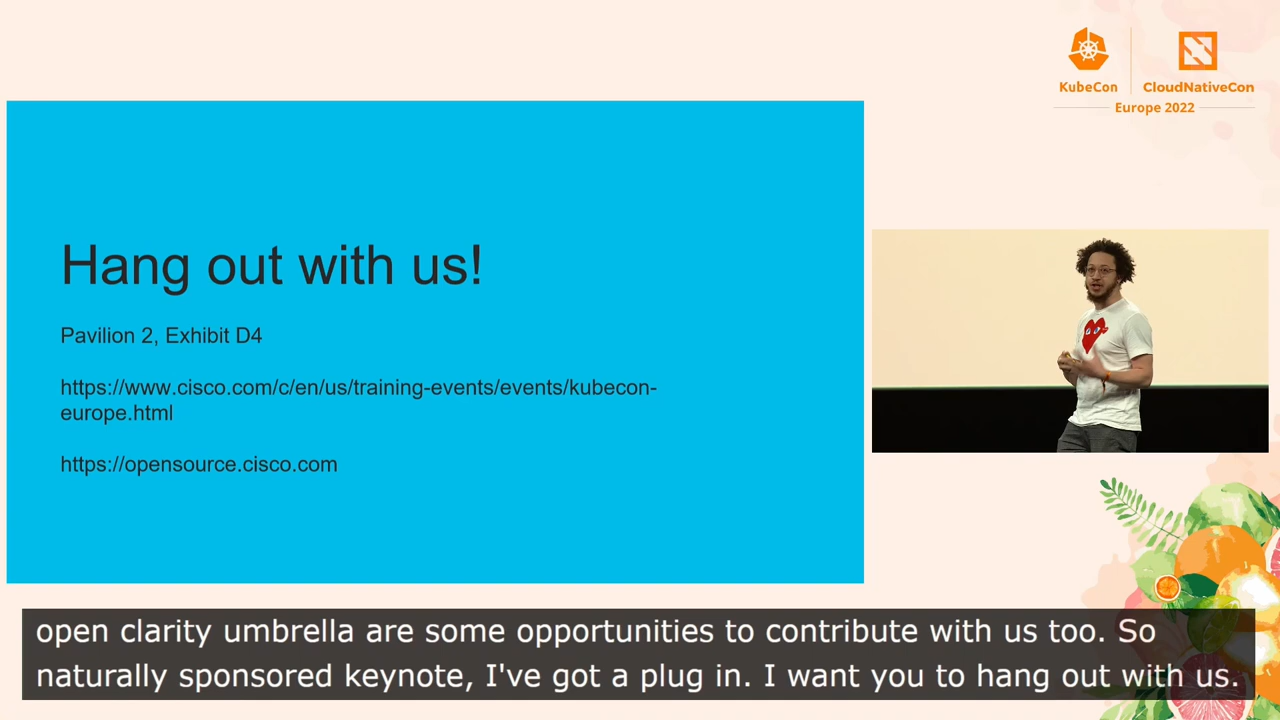 KubeCon
CloudNativeCon
Europe 2022
Hang out with us!
Pavilion 2, Exhibit D4
https://www.cisco.com/c/en/us/training-events/events/kubecon-
europe.html
https://opensource.cisco.com
open clarity umbrella are some opportunities to contribute with us too. So
naturally sponsored keynote, I've got a plug in. I want you to hang out with us.